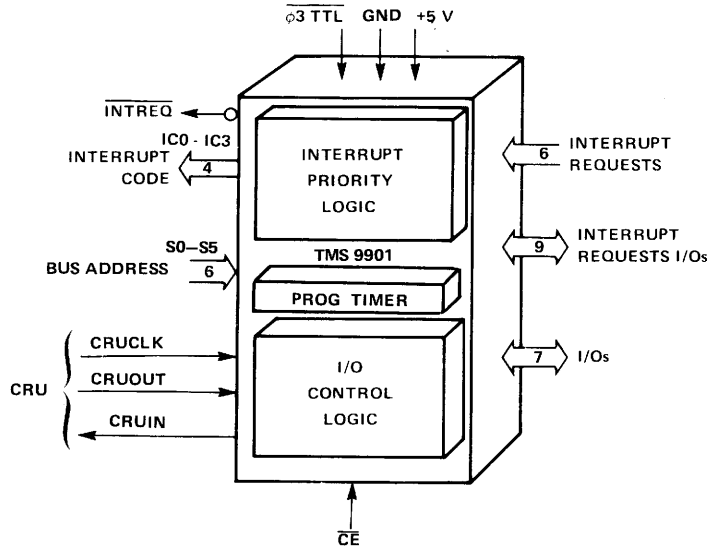 φ3 TTL GND +5 V
INTREQ
IC0 - IC3
INTERRUPT
CODE
4
INTERRUPT
PRIORITY
LOGIC
6
INTERRUPT
REQUESTS
S0–S5
BUS ADDRESS
6
TMS 9901
PROG TIMER
9
INTERRUPT
REQUESTS I/Os
CRU
CRUCLK
CRUOUT
CRUIN
I/O
CONTROL
LOGIC
7
I/Os
CE